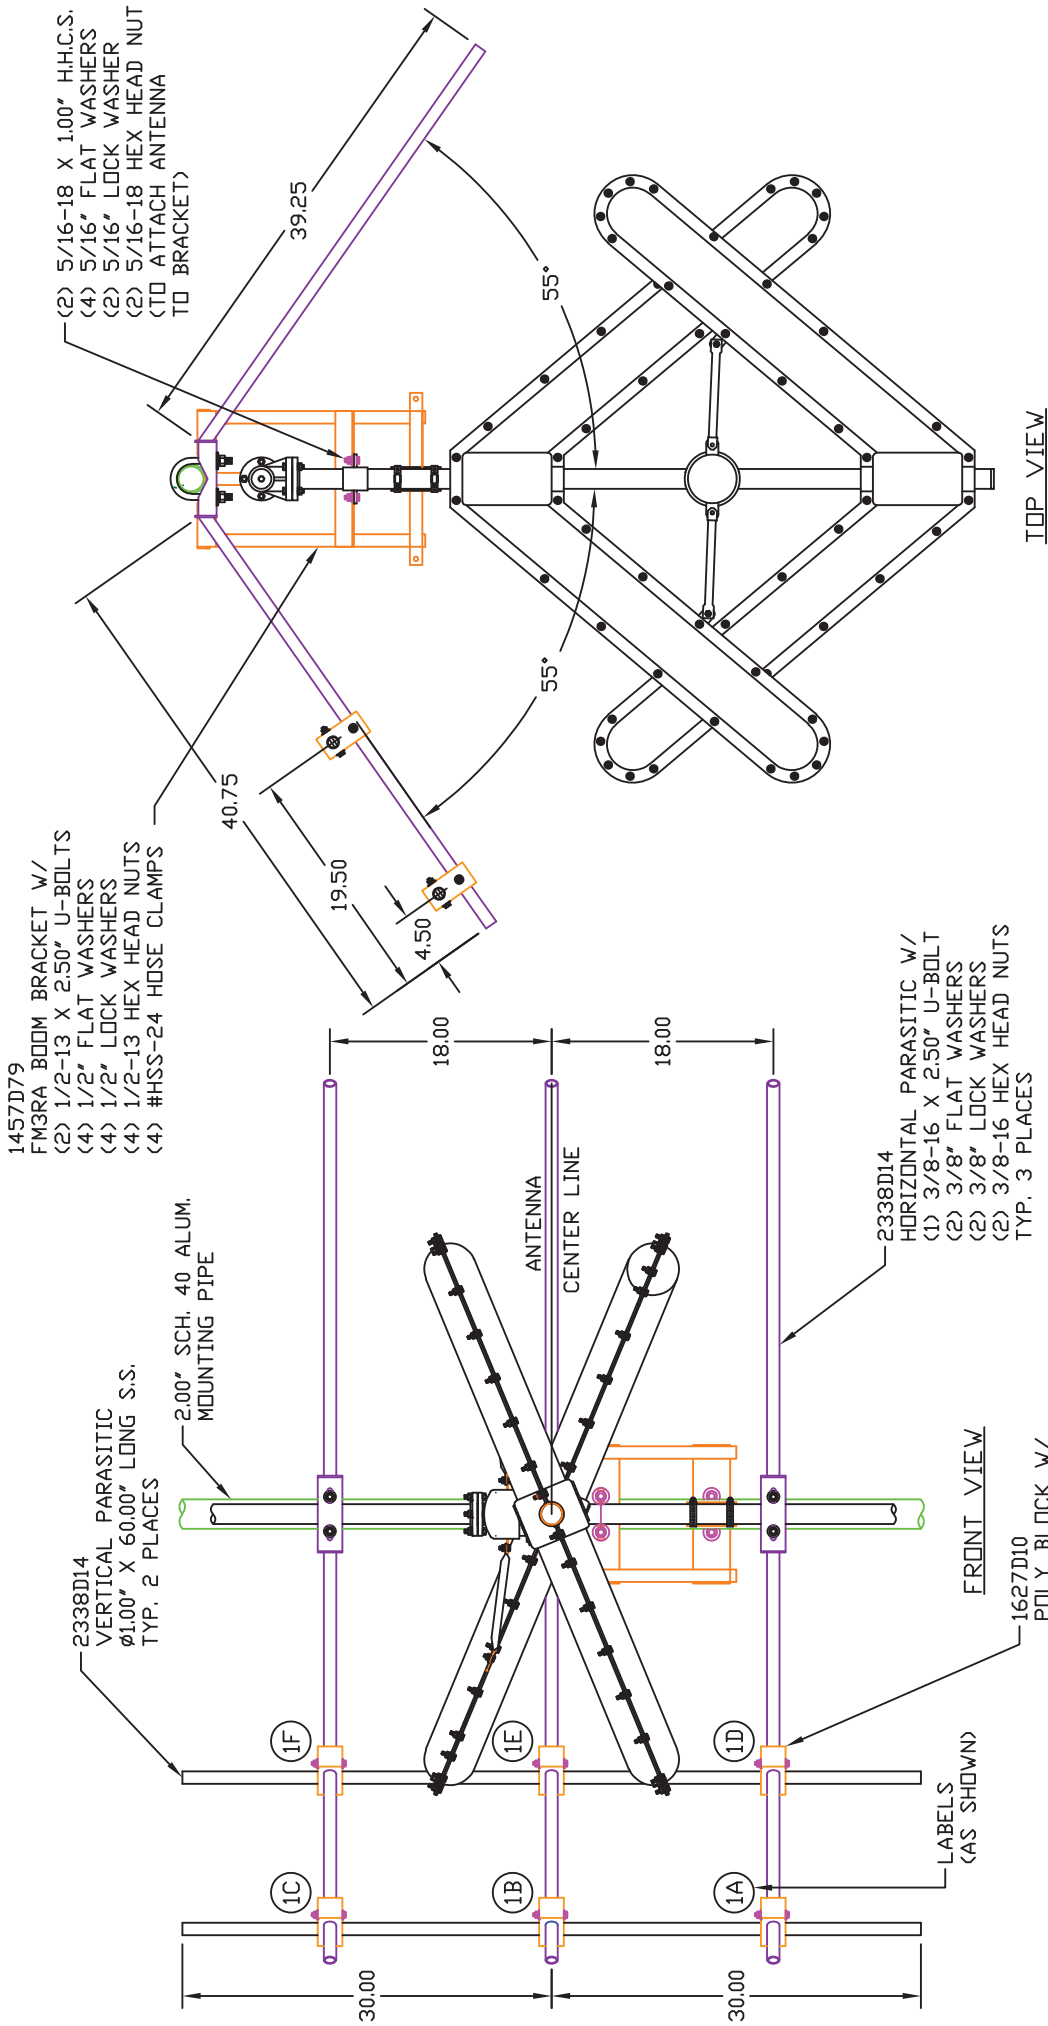 1457D79
FM3RA BOOM BRACKET W/
(2) 1/2-13 X 2.50" U-BOLTS
(4) 1/2" FLAT WASHERS
(4) 1/2" LOCK WASHERS
(4) 1/2-13 HEX HEAD NUTS
(4) #HSS-24 HOSE CLAMPS
(2) 5/16-18 X 1.00" H.H.C.S.
(4) 5/16" FLAT WASHERS
(2) 5/16" LOCK WASHER
(2) 5/16-18 HEX HEAD NUT
(TO ATTACH ANTENNA
TO BRACKET)
39.25
55°
55°
40.75
19.50
4.50
TOP VIEW
2338D14
VERTICAL PARASITIC
ø1.00" X 60.00" LONG S.S.
TYP. 2 PLACES
2.00" SCH. 40 ALUM.
MOUNTING PIPE
18.00
18.00
ANTENNA
CENTER LINE
1F
1E
1D
1C
1B
1A
30.00
30.00
2338D14
HORIZONTAL PARASITIC W/
(1) 3/8-16 X 2.50" U-BOLT
(2) 3/8" FLAT WASHERS
(2) 3/8" LOCK WASHERS
(2) 3/8-16 HEX HEAD NUTS
TYP. 3 PLACES
LABELS
(AS SHOWN)
FRONT VIEW
1627D10
POLY BLOCK W/